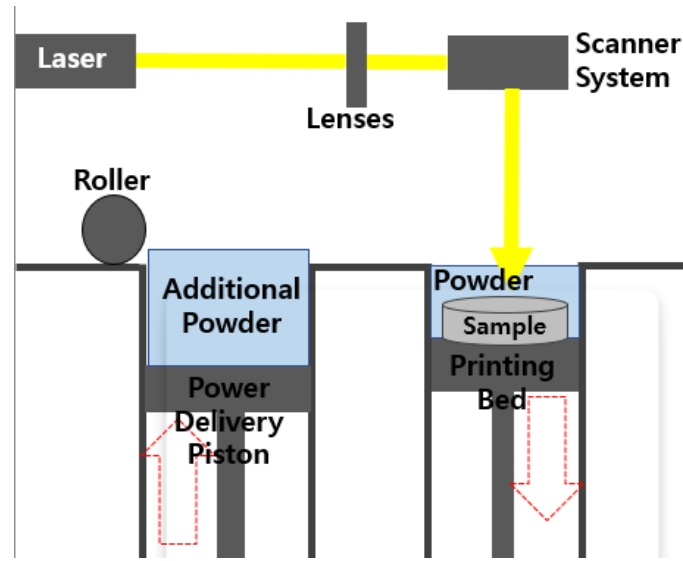 Laser
Scanner
System
Lenses
Roller
Additional
Powder
Powder
Sample
Power
Delivery
Piston
Printing
Bed